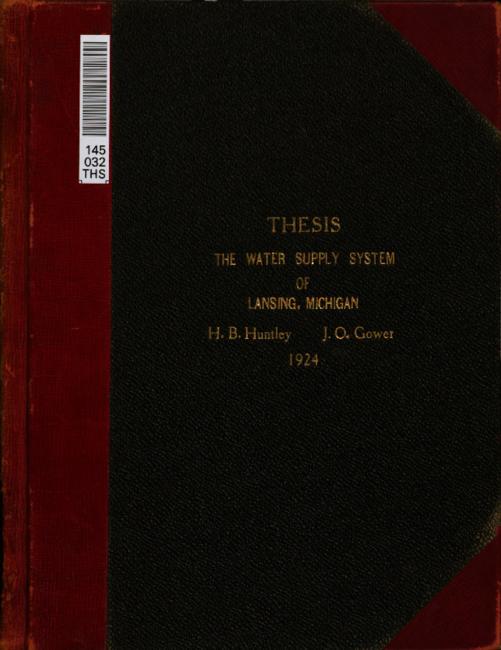 145
032
THS
THESIS
THE WATER SUPPLY SYSTEM
OF
LANSING, MICHIGAN
H. B. Huntley J. O. Gower
1924